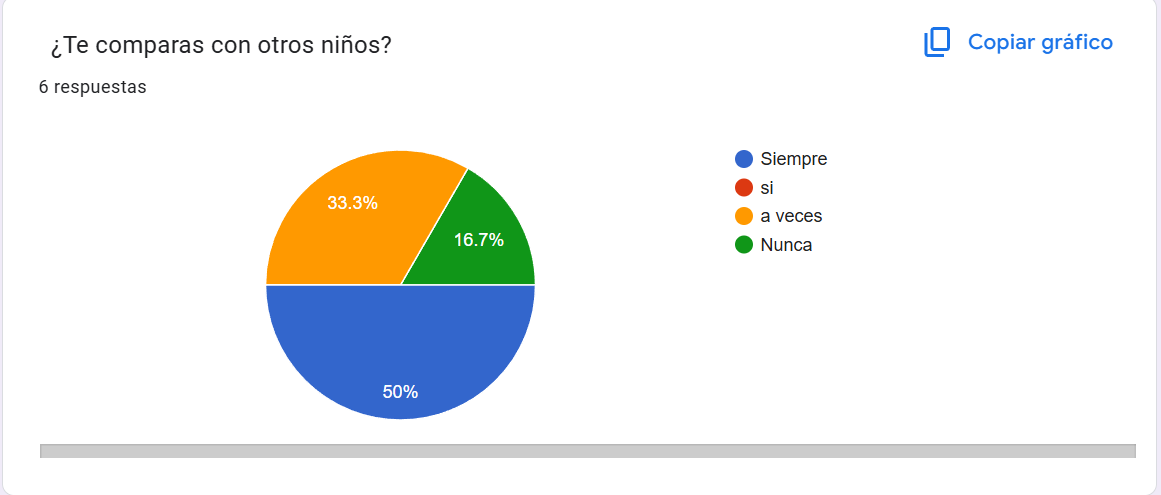 ¿Te comparas con otros niños?
Copiar gráfico
6 respuestas
33.3%
16.7%
50%
Siempre
si
a veces
Nunca